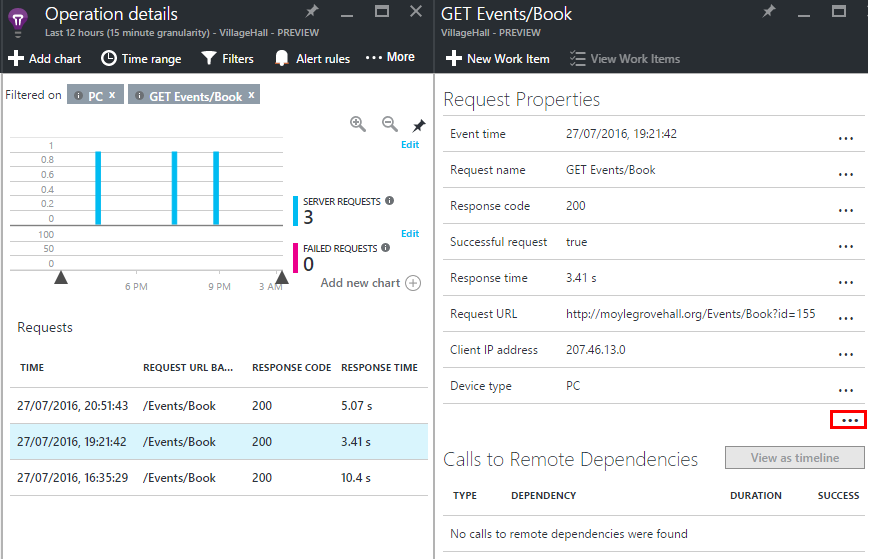 Operation details
Last 12 hours (15 minute granularity) - VillageHall - PREVIEW
Add chart Time range Filters Alert rules ... More
Filtered on PC x GET Events/Book x
Edit
1
0.8
0.6
0.4
0.2
0
SERVER REQUESTS
3
Edit
100
50
0
FAILED REQUESTS
0
6 PM 9 PM 3 AM
Add new chart
Requests
TIME REQUEST URL BA... RESPONSE CODE RESPONSE TIME
27/07/2016, 20:51:43 /Events/Book 200 5.07 s
27/07/2016, 19:21:42 /Events/Book 200 3.41 s
27/07/2016, 16:35:29 /Events/Book 200 10.4 s
GET Events/Book
VillageHall - PREVIEW
New Work Item View Work Items
Request Properties
Event time 27/07/2016, 19:21:42 ...
Request name GET Events/Book ...
Response code 200 ...
Successful request true ...
Response time 3.41 s ...
Request URL http://moylegrovehall.org/Events/Book?id=155 ...
Client IP address 207.46.13.0 ...
Device type PC ...
...
Calls to Remote Dependencies View as timeline
TYPE DEPENDENCY DURATION SUCCESS
No calls to remote dependencies were found